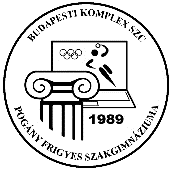 BUDAPESTI KOMPLEX SZC
1989
POGÁNY FRIGYES SZAKGIMNÁZIUMA